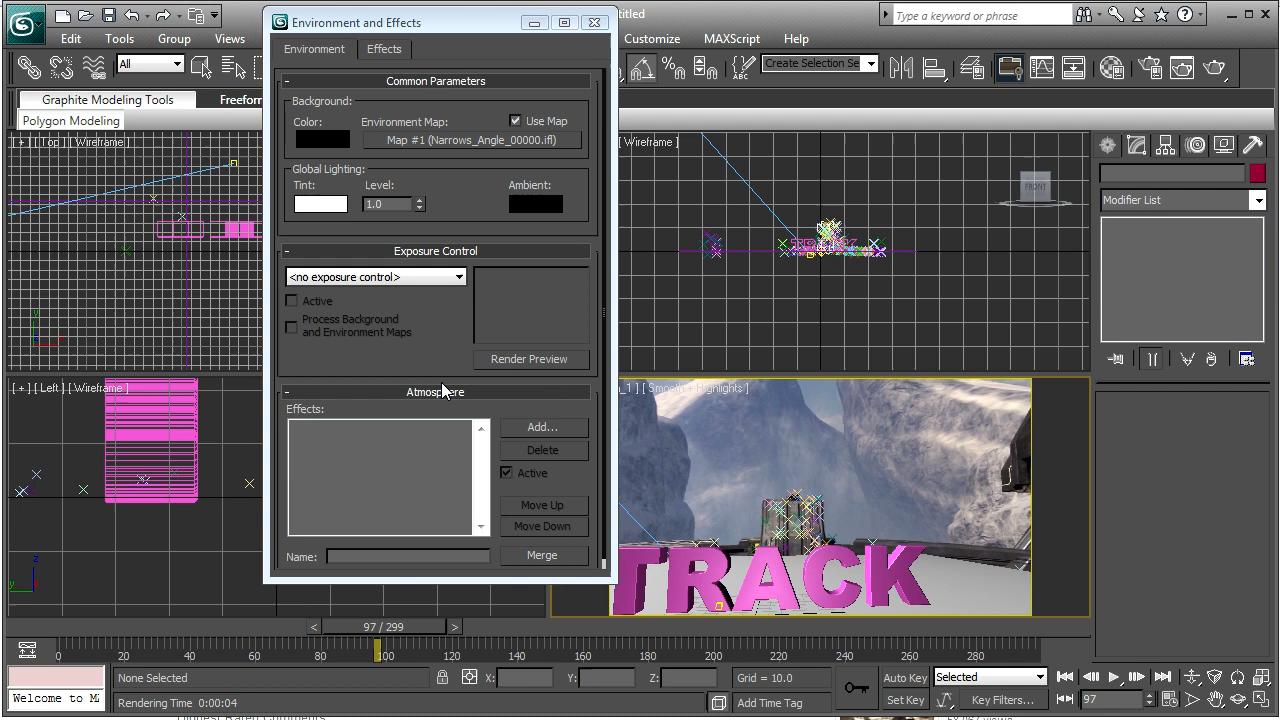 Environment and Effects
ntitled
Type a keyword or phrase
Edit Tools Group Views
Customize MAXScript Help
Environment Effects
All
Create Selection Se
Common Parameters
Graphite Modeling Tools Freeform
Background:
Polygon Modeling
Color: Environment Map: Use Map
Map #1 (Narrows_Angle_00000.ifl)
[ + ] [ Top ] [ Wireframe ]
[ Wireframe ]
Global Lighting:
Tint: Level: Ambient:
1.0
FRONT
Modifier List
Exposure Control
<no exposure control>
Active
Process Background
and Environment Maps
Render Preview
[ + ] [ Left ] [ Wireframe ]
_1 ] [ Smooth + Highlights ]
Atmosphere
Effects:
Add...
Delete
Active
Move Up
Move Down
Name:
Merge
TRACK
z
y
< 97 / 299 >
0 20 40 60 80 100 120 140 160 180 200 220 240 260 280
None Selected X: Y: Z: Grid = 10.0 Auto Key Selected
Welcome to M
Rendering Time 0:00:04 Add Time Tag Set Key Key Filters... 97